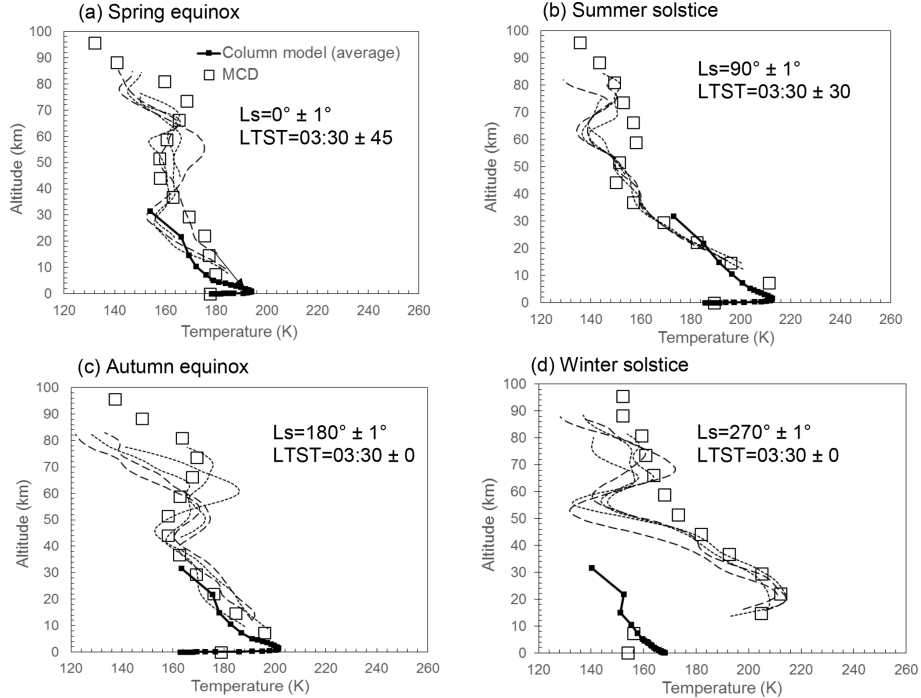 (a) Spring equinox
100
90
80
70
60
50
40
30
20
10
0
Altitude (km)
Column model (average)
MCD
Ls=0° ± 1°
LTST=03:30 ± 45
120 140 160 180 200 220 240 260
Temperature (K)
(b) Summer solstice
100
90
80
70
60
50
40
30
20
10
0
Altitude (km)
Ls=90° ± 1°
LTST=03:30 ± 30
120 140 160 180 200 220 240 260
Temperature (K)
(c) Autumn equinox
100
90
80
70
60
50
40
30
20
10
0
Altitude (km)
Ls=180° ± 1°
LTST=03:30 ± 0
120 140 160 180 200 220 240 260
Temperature (K)
(d) Winter solstice
100
90
80
70
60
50
40
30
20
10
0
Altitude (km)
Ls=270° ± 1°
LTST=03:30 ± 0
120 140 160 180 200 220 240 260
Temperature (K)